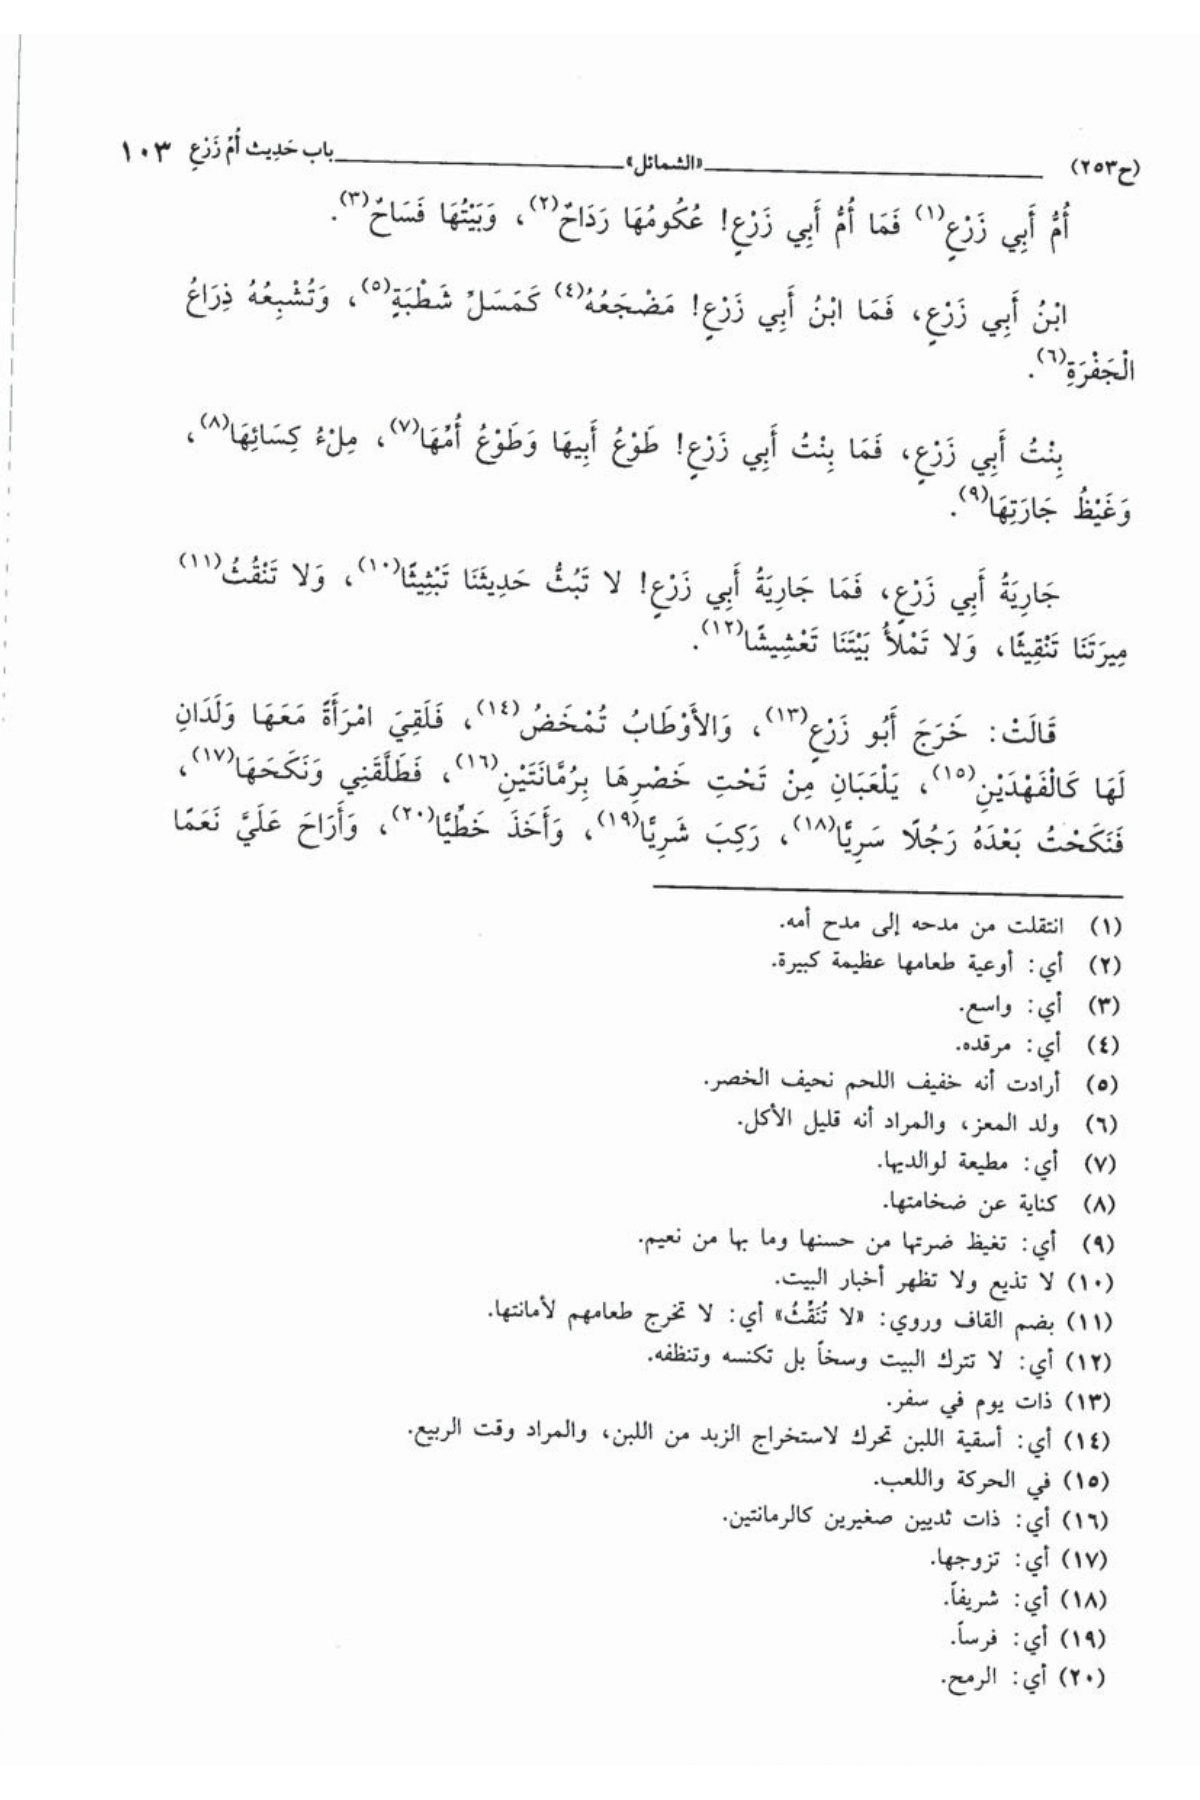 (ح٢٥٣) «الشمائل» باب حَدِيث أُمّ زَرْعٍ ١٠٣
أُمُّ أَبِي زَرْعٍ(١) فَمَا أُمُّ أَبِي زَرْعٍ! عُكُومُهَا رَدَاحٌ(٢)، وَبَيْتُهَا فَسَاحٌ(٣).
ابْنُ أَبِي زَرْعٍ، فَمَا ابْنُ أَبِي زَرْعٍ! مَضْجَعُهُ(٤) كَمَسَلِّ شَطْبَةٍ(٥)، وَتُشْبِعُهُ ذِرَاعُ
الْجَفْرَةِ(٦).
بِنْتُ أَبِي زَرْعٍ، فَمَا بِنْتُ أَبِي زَرْعٍ! طَوْعُ أَبِيهَا وَطَوْعُ أُمِّهَا(٧)، مِلْءُ كِسَائِهَا(٨)،
وَغَيْظُ جَارَتِهَا(٩).
جَارِيَةُ أَبِي زَرْعٍ، فَمَا جَارِيَةُ أَبِي زَرْعٍ! لا تَبُثُّ حَدِيثَنَا تَبْثِيثًا(١٠)، وَلا تَنْقُثُ(١١)
مِيرَتَنَا تَنْقِيثًا، وَلا تَمْلأُ بَيْتَنَا تَعْشِيشًا(١٢).
قَالَتْ: خَرَجَ أَبُو زَرْعٍ(١٣)، وَالأَوْطَابُ تُمْخَضُ(١٤)، فَلَقِيَ امْرَأَةً مَعَهَا وَلَدَانِ
لَهَا كَالْفَهْدَيْنِ(١٥)، يَلْعَبَانِ مِنْ تَحْتِ خَصْرِهَا بِرُمَّانَتَيْنِ(١٦)، فَطَلَّقَنِي وَنَكَحَهَا(١٧)،
فَنَكَحْتُ بَعْدَهُ رَجُلًا سَرِيًّا(١٨)، رَكِبَ شَرِيًّا(١٩)، وَأَخَذَ خَطِّيًّا(٢٠)، وَأَرَاحَ عَلَيَّ نَعَمًا
(١) انتقلت من مدحه إلى مدح أمه.
(٢) أي: أوعية طعامها عظيمة كبيرة.
(٣) أي: واسع.
(٤) أي: مرقده.
(٥) أرادت أنه خفيف اللحم نحيف الخصر.
(٦) ولد المعز، والمراد أنه قليل الأكل.
(٧) أي: مطيعة لوالديها.
(٨) كناية عن ضخامتها.
(٩) أي: تغيظ ضرتها من حسنها وما بها من نعيم.
(١٠) لا تذيع ولا تظهر أخبار البيت.
(١١) بضم القاف وروي: «لا تُنَقِّثُ» أي: لا تخرج طعامهم لأمانتها.
(١٢) أي: لا تترك البيت وسخاً بل تكنسه وتنظفه.
(١٣) ذات يوم في سفر.
(١٤) أي: أسقية اللبن تحرك لاستخراج الزبد من اللبن، والمراد وقت الربيع.
(١٥) في الحركة واللعب.
(١٦) أي: ذات ثديين صغيرين كالرمانتين.
(١٧) أي: تزوجها.
(١٨) أي: شريفاً.
(١٩) أي: فرساً.
(٢٠) أي: الرمح.